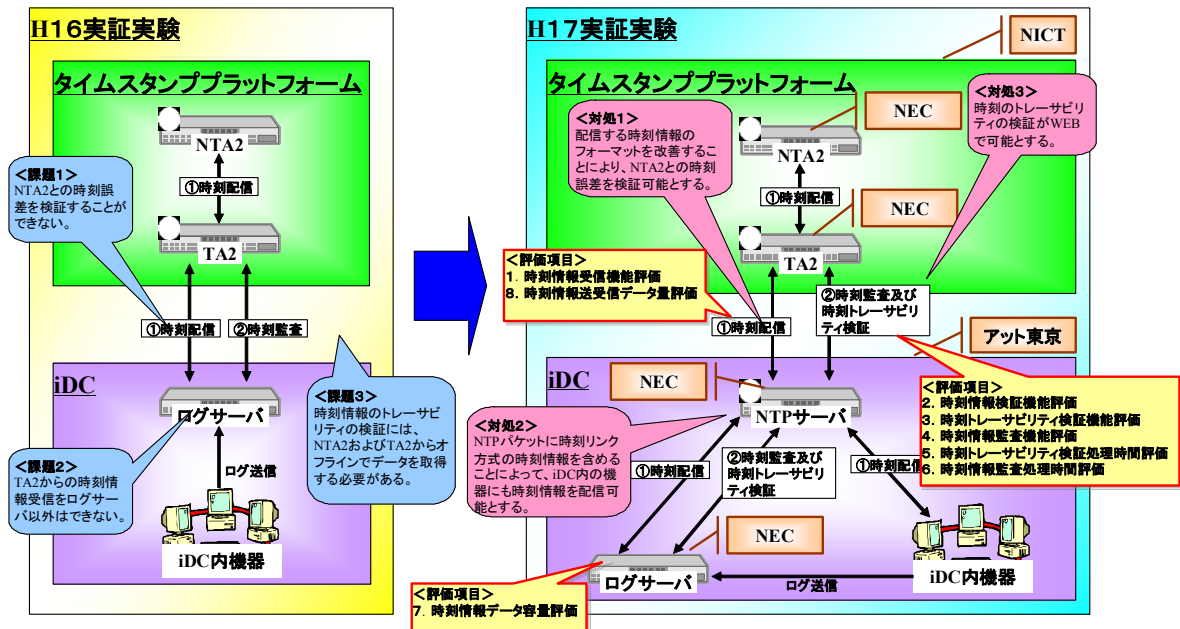 H16実証実験
タイムスタンププラットフォーム
NTA2
①時刻配信
TA2
<課題1>
NTA2との時刻誤
差を検証することが
できない。
①時刻配信
②時刻監査
iDC
ログサーバ
<課題2>
TA2からの時刻情
報受信をログサー
バ以外はできない。
ログ送信
iDC内機器
<課題3>
時刻情報のトレーサビ
リティの検証には、
NTA2およびTA2からオ
フラインでデータを取得
する必要がある。
H17実証実験
NICT
タイムスタンププラットフォーム
<対処1>
配信する時刻情報の
フォーマットを改善するこ
とにより、NTA2との時刻
誤差を検証可能とする。
NEC
<対処3>
時刻のトレーサビリ
ティの検証がWEB
で可能とする。
NTA2
①時刻配信
NEC
TA2
<評価項目>
1. 時刻情報受信機能評価
8. 時刻情報送受信データ量評価
①時刻配信
②時刻監査及び
時刻トレーサビリ
ティ検証
アット東京
iDC
NEC
NTPサーバ
<評価項目>
2. 時刻情報検証機能評価
3. 時刻トレーサビリティ検証機能評価
4. 時刻情報監査機能評価
5. 時刻トレーサビリティ検証処理時間評価
6. 時刻情報監査処理時間評価
<対処2>
NTPパケットに時刻リンク
方式の時刻情報を含める
ことによって、iDC内の機
器にも時刻情報を配信可
能とする。
①時刻配信
②時刻監査及び
時刻トレーサビリ
ティ検証
①時刻配信
NEC
ログサーバ
ログ送信
iDC内機器
<評価項目>
7. 時刻情報データ容量評価